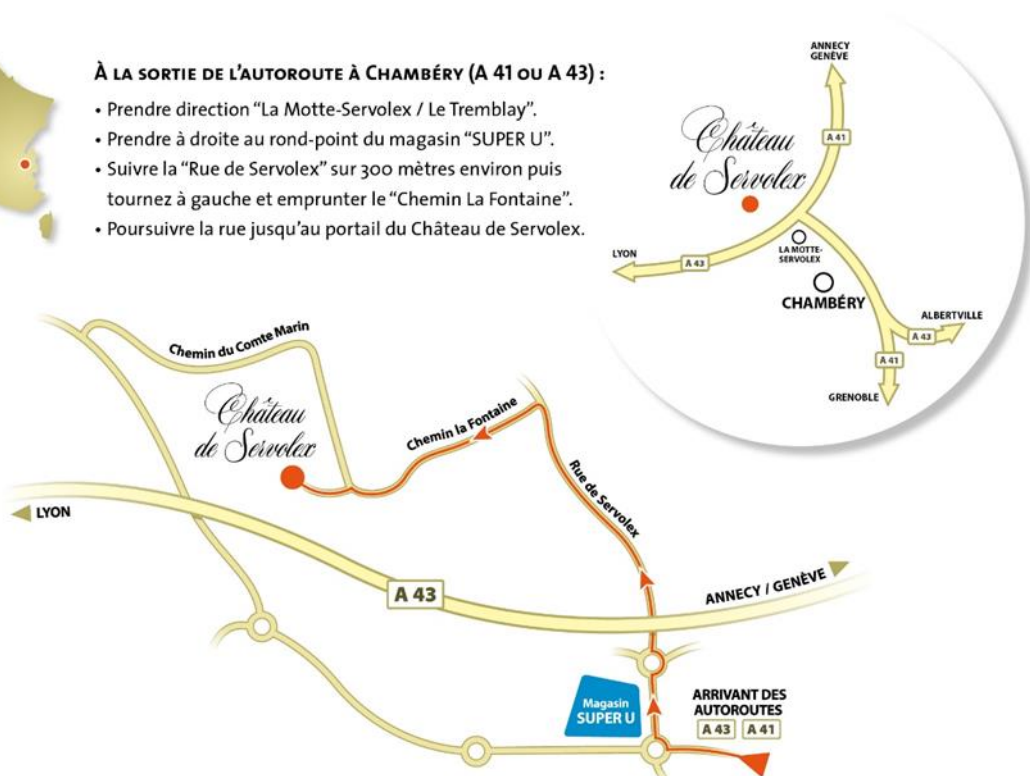 À LA SORTIE DE L'AUTOROUTE À CHAMBÉRY (A 41 OU A 43) :
• Prendre direction “La Motte-Servolex / Le Tremblay”.
• Prendre à droite au rond-point du magasin “SUPER U”.
• Suivre la “Rue de Servolex” sur 300 mètres environ puis
tournez à gauche et emprunter le “Chemin La Fontaine”.
• Poursuivre la rue jusqu'au portail du Château de Servolex.
ANNECY
GENÈVE
A 41
Château
de Servolex
LYON
A 43
LA MOTTE-
SERVOLEX
CHAMBÉRY
ALBERTVILLE
A 43
A 41
GRENOBLE
Chemin du Comte Marin
Château
de Servolex
Chemin la Fontaine
Rue de Servolex
LYON
A 43
ANNECY / GENÈVE
Magasin
SUPER U
ARRIVANT DES
AUTOROUTES
A 43 A 41